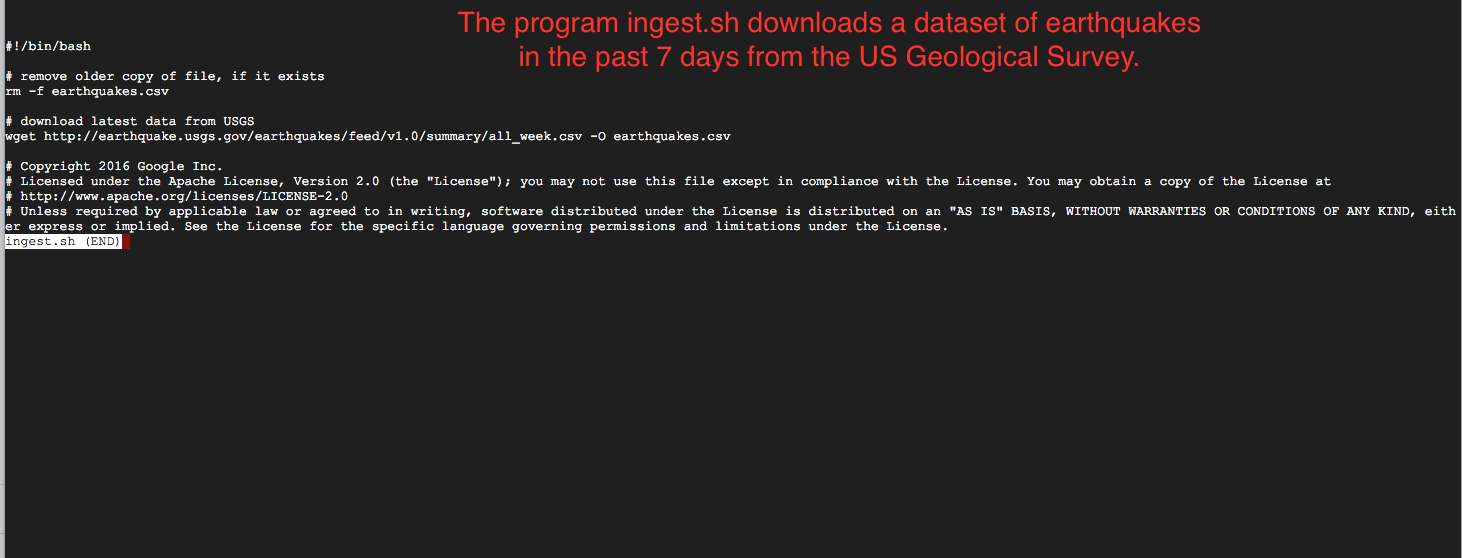 The program ingest.sh downloads a dataset of earthquakes
in the past 7 days from the US Geological Survey.
#!/bin/bash
# remove older copy of file, if it exists
rm -f earthquakes.csv
# download latest data from USGS
wget http://earthquake.usgs.gov/earthquakes/feed/v1.0/summary/all_week.csv -O earthquakes.csv
# Copyright 2016 Google Inc.
# Licensed under the Apache License, Version 2.0 (the "License"); you may not use this file except in compliance with the License. You may obtain a copy of the License at
# http://www.apache.org/licenses/LICENSE-2.0
# Unless required by applicable law or agreed to in writing, software distributed under the License is distributed on an "AS IS" BASIS, WITHOUT WARRANTIES OR CONDITIONS OF ANY KIND, eith
er express or implied. See the License for the specific language governing permissions and limitations under the License.
ingest.sh (END)